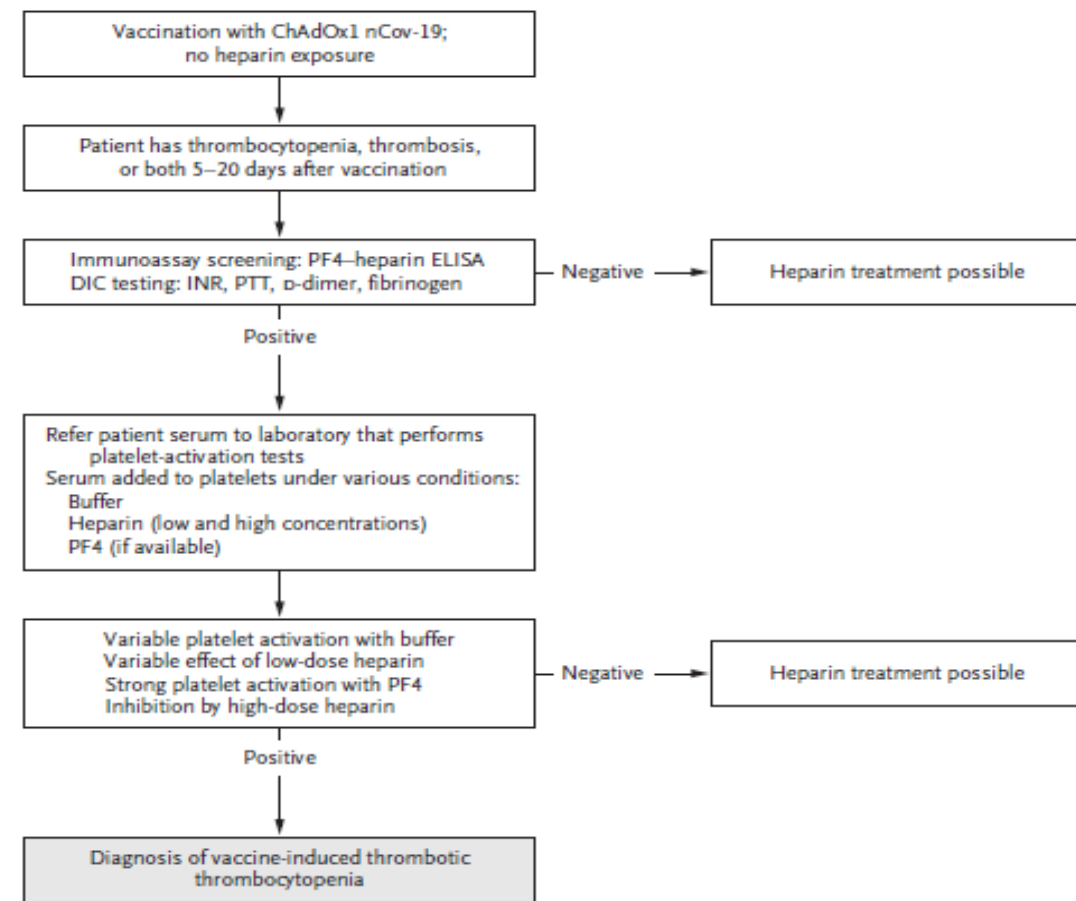 Vaccination with ChAdOx1 nCov-19;
no heparin exposure
Patient has thrombocytopenia, thrombosis,
or both 5–20 days after vaccination
Immunoassay screening: PF4–heparin ELISA
DIC testing: INR, PTT, D-dimer, fibrinogen
Negative
Heparin treatment possible
Positive
Refer patient serum to laboratory that performs
platelet-activation tests
Serum added to platelets under various conditions:
Buffer
Heparin (low and high concentrations)
PF4 (if available)
Variable platelet activation with buffer
Variable effect of low-dose heparin
Strong platelet activation with PF4
Inhibition by high-dose heparin
Negative
Heparin treatment possible
Positive
Diagnosis of vaccine-induced thrombotic
thrombocytopenia